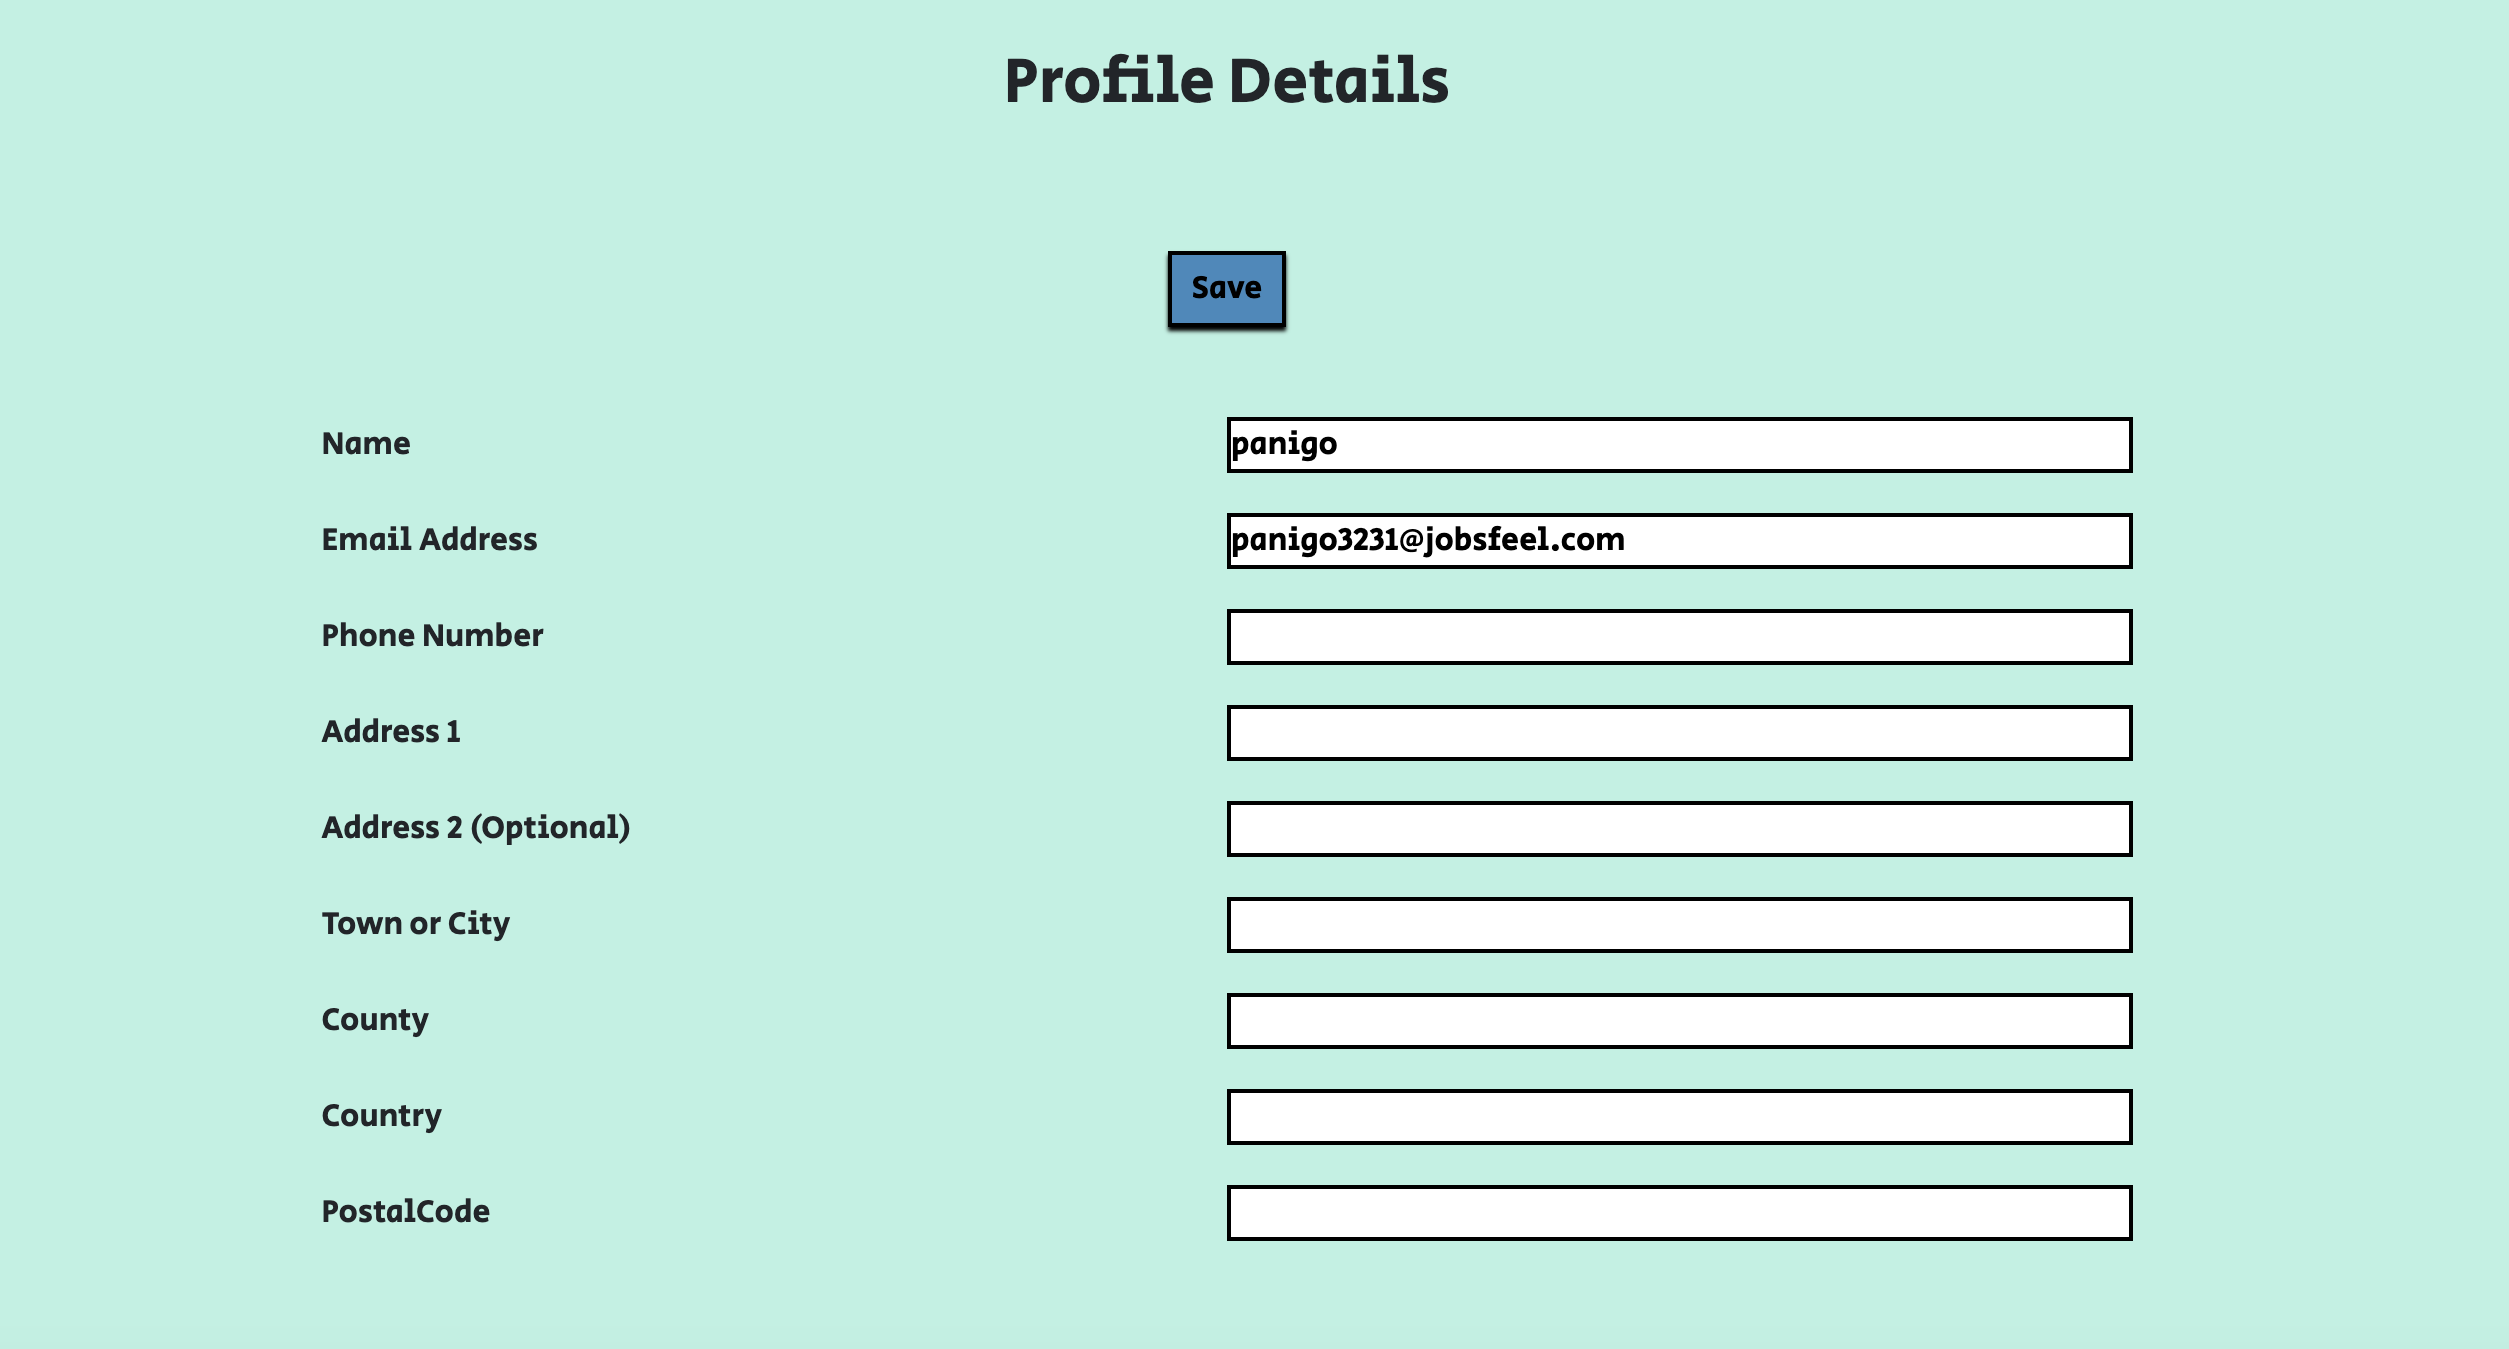 Profile Details
Save
Name
panigo
Email Address
panigo3231@jobsfeel.com
Phone Number
Address 1
Address 2 (Optional)
Town or City
County
Country
PostalCode